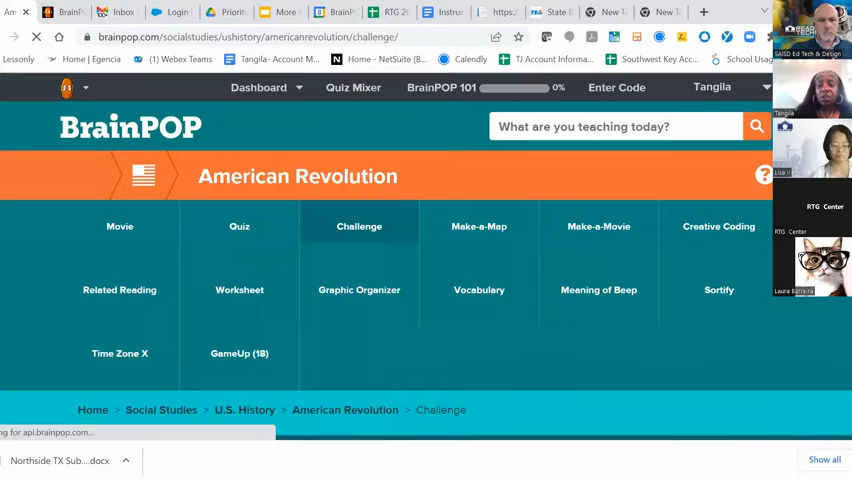 Am
BrainP
Inbox
Login
Priority
More
BrainP
RTG 20
Instruc
https:/
State B
New Ta
New Ta
brainpop.com/socialstudies/ushistory/americanrevolution/challenge/
Lessonly
Home | Egencia
(1) Webex Teams
Tangila- Account M...
Home - NetSuite (B...
Calendly
TJ Account Informa...
Southwest Key Acc...
School Usag
Dashboard
Quiz Mixer
BrainPOP 101
0%
Enter Code
Tangila
BrainPOP
What are you teaching today?
American Revolution
?
Movie
Quiz
Challenge
Make-a-Map
Make-a-Movie
Creative Coding
Related Reading
Worksheet
Graphic Organizer
Vocabulary
Meaning of Beep
Sortify
Time Zone X
GameUp (18)
Home > Social Studies > U.S. History > American Revolution > Challenge
ng for api.brainpop.com...
Northside TX Sub....docx
Show all
SAISD Ed Tech & Design
Tangila
Lisa li
RTG Center
RTG Center
Laura Barreira